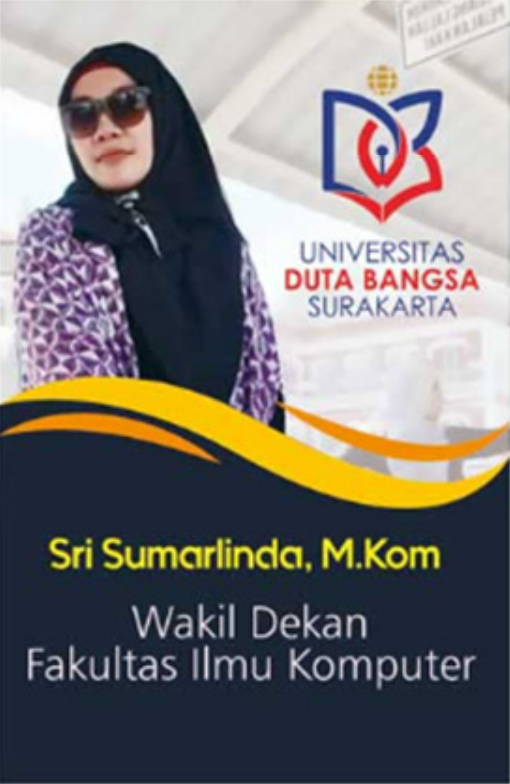 UNIVERSITAS
DUTA BANGSA
SURAKARTA
Sri Sumarlinda, M.Kom
Wakil Dekan
Fakultas Ilmu Komputer